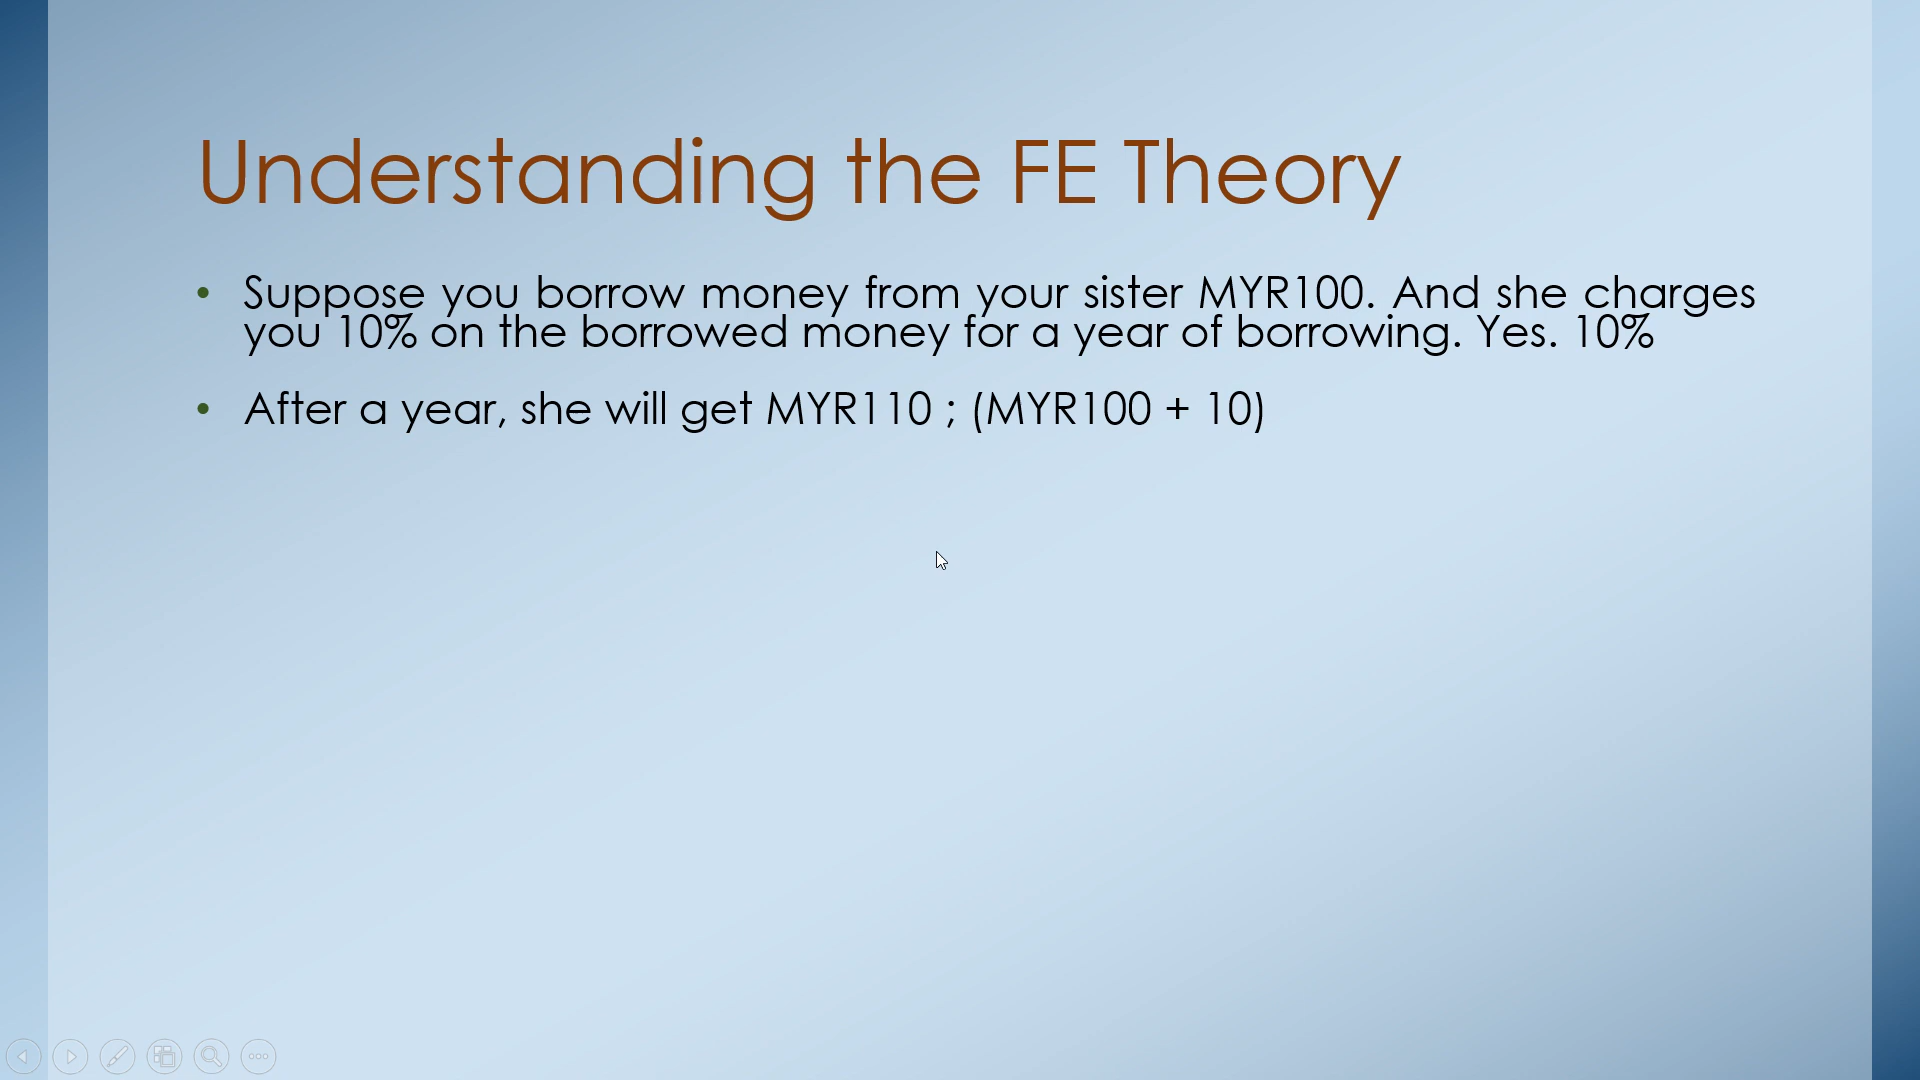 Understanding the FE Theory
• Suppose you borrow money from your sister MYR100. And she charges
you 10% on the borrowed money for a year of borrowing. Yes. 10%
• After a year, she will get MYR110 ; (MYR100 + 10)